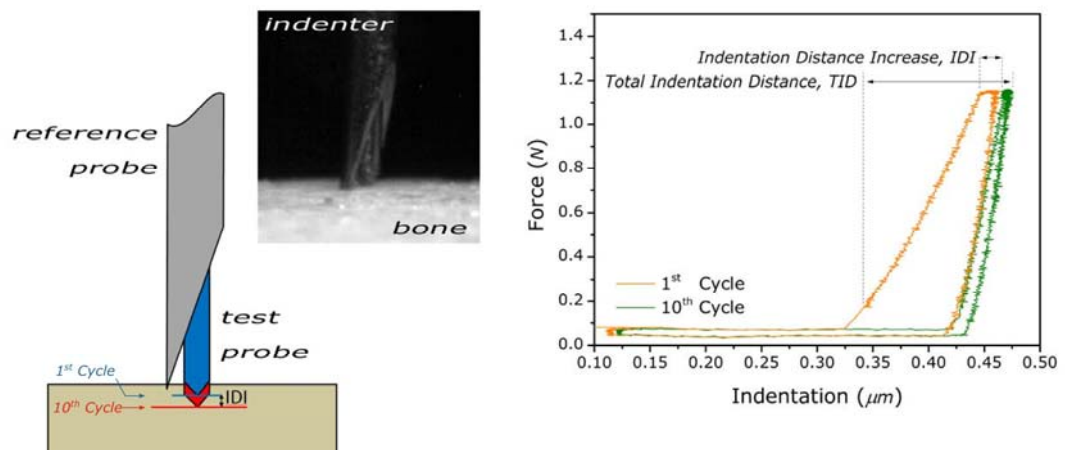 indenter
bone
reference
probe
test
probe
1st Cycle
10th Cycle
IDI
Force (N)
1.4
1.2
1.0
0.8
0.6
0.4
0.2
0.0
Indentation Distance Increase, IDI
Total Indentation Distance, TID
1st Cycle
10th Cycle
0.10 0.15 0.20 0.25 0.30 0.35 0.40 0.45 0.50
Indentation (μm)